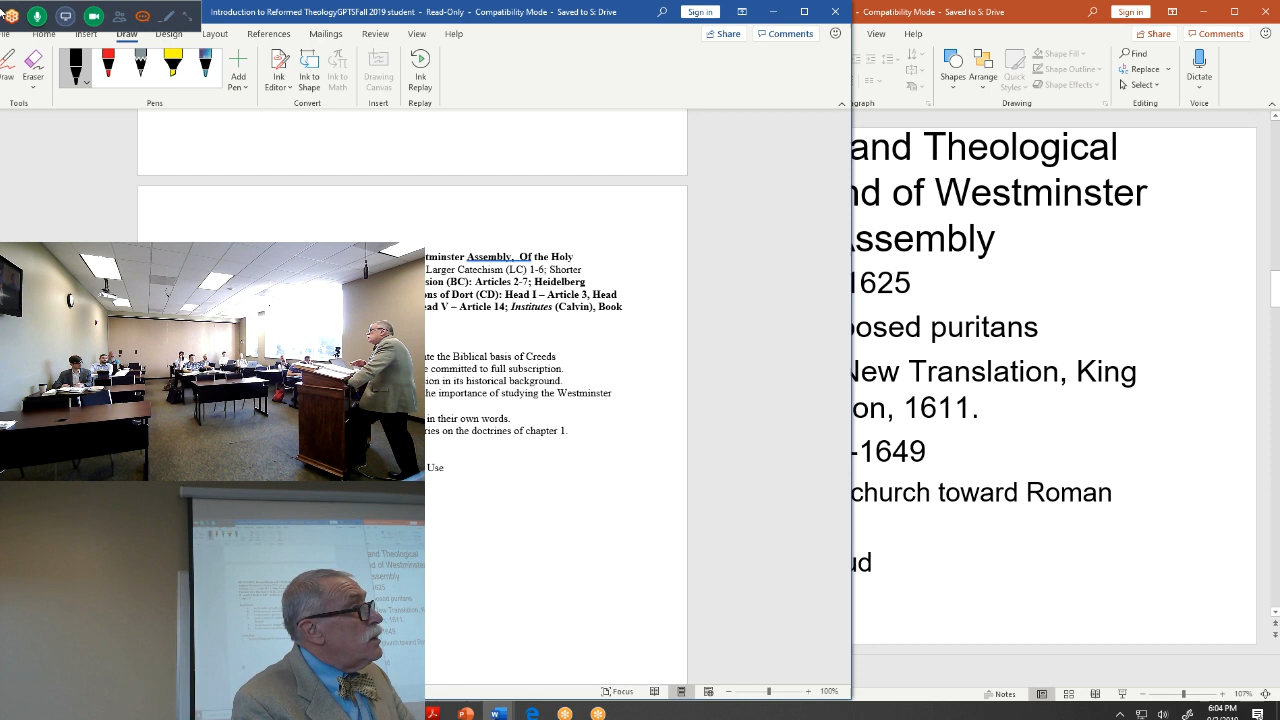 Introduction to Reformed TheologyGPTSFall 2019 student - Read-Only - Compatibility Mode - Saved to S: Drive
Sign in
Home
Insert
Draw
Design
Layout
References
Mailings
Review
View
Help
Share
Comments
Eraser
Add
Pen
Ink
Editor
Ink to
Shape
Ink
Math
Drawing
Canvas
Ink
Replay
Tools
Pens
Convert
Insert
Replay
tminster Assembly, Of the Holy
Larger Catechism (LC) 1-6; Shorter
sion (BC): Articles 2-7; Heidelberg
ons of Dort (CD): Head I – Article 3, Head
ead V – Article 14; Institutes (Calvin), Book
ate the Biblical basis of Creeds
e committed to full subscription.
ion in its historical background.
he importance of studying the Westminster
in their own words.
ries on the doctrines of chapter 1.
Use
Focus
100%
- Compatibility Mode - Saved to S: Drive
Sign in
View
Help
Share
Comments
Shapes
Arrange
Quick
Styles
Shape Fill
Shape Outline
Shape Effects
Find
Replace
Select
Dictate
agraph
Drawing
Editing
Voice
and Theological
nd of Westminster
Assembly
1625
posed puritans
New Translation, King
on, 1611.
-1649
church toward Roman
ud
Notes
107%
6:04 PM